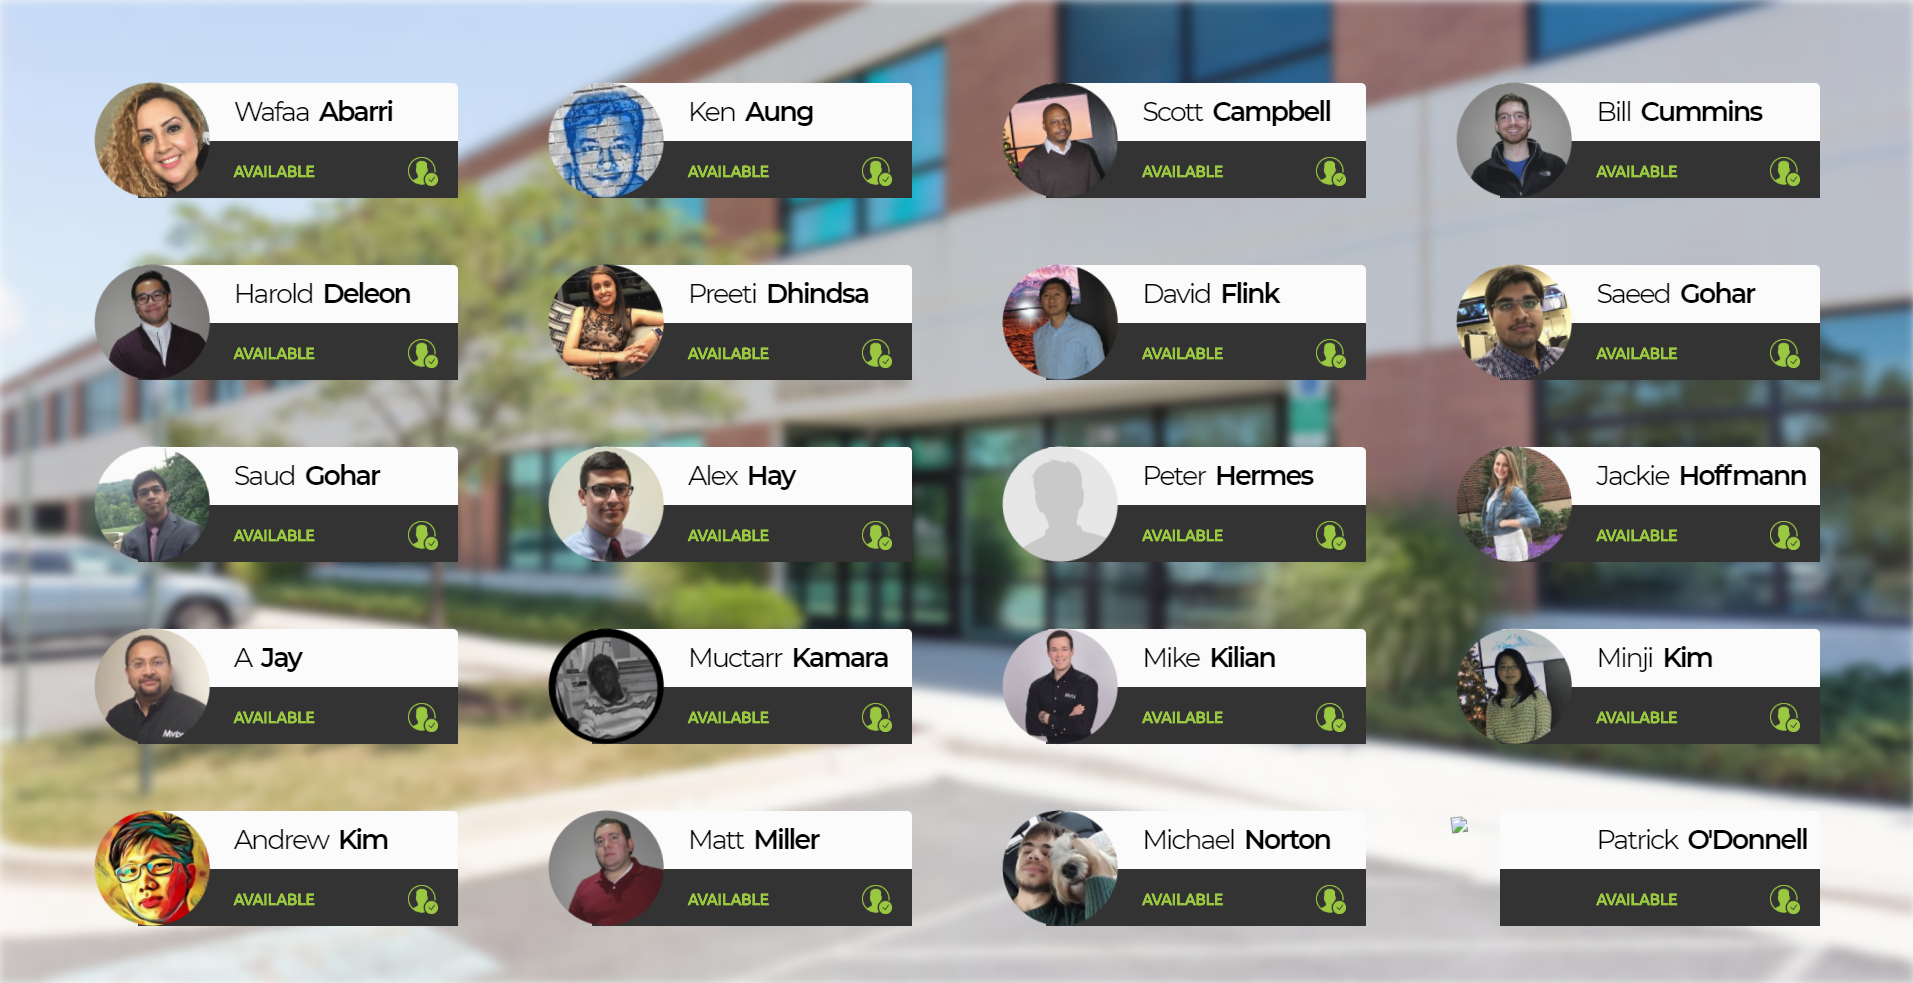 Wafaa Abarri
AVAILABLE
Ken Aung
AVAILABLE
Scott Campbell
AVAILABLE
Bill Cummins
AVAILABLE
Harold Deleon
AVAILABLE
Preeti Dhindsa
AVAILABLE
David Flink
AVAILABLE
Saeed Gohar
AVAILABLE
Saud Gohar
AVAILABLE
Alex Hay
AVAILABLE
Peter Hermes
AVAILABLE
Jackie Hoffmann
AVAILABLE
A Jay
AVAILABLE
Muctarr Kamara
AVAILABLE
Mike Kilian
AVAILABLE
Minji Kim
AVAILABLE
Andrew Kim
AVAILABLE
Matt Miller
AVAILABLE
Michael Norton
AVAILABLE
Patrick O'Donnell
AVAILABLE